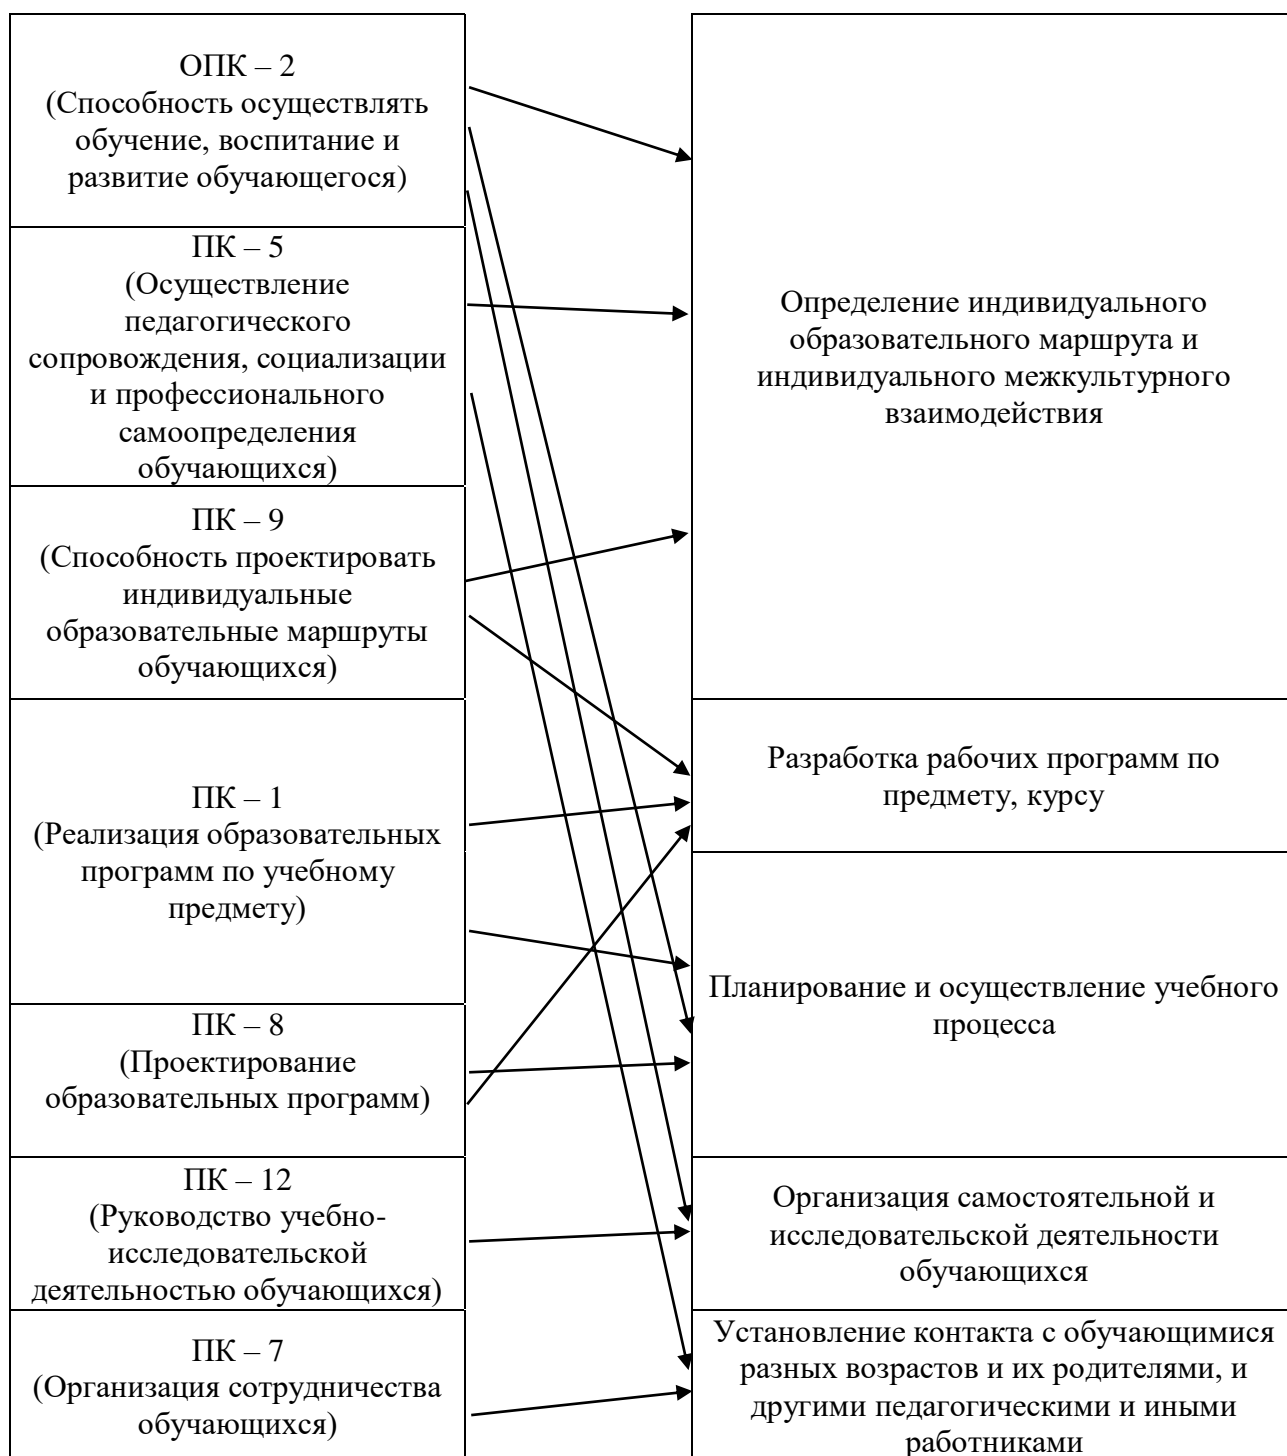 ОПК – 2
(Способность осуществлять
обучение, воспитание и
развитие обучающегося)
ПК – 5
(Осуществление
педагогического
сопровождения, социализации
и профессионального
самоопределения
обучающихся)
ПК – 9
(Способность проектировать
индивидуальные
образовательные маршруты
обучающихся)
ПК – 1
(Реализация образовательных
программ по учебному
предмету)
ПК – 8
(Проектирование
образовательных программ)
ПК – 12
(Руководство учебно-
исследовательской
деятельностью обучающихся)
ПК – 7
(Организация сотрудничества
обучающихся)
Определение индивидуального
образовательного маршрута и
индивидуального межкультурного
взаимодействия
Разработка рабочих программ по
предмету, курсу
Планирование и осуществление учебного
процесса
Организация самостоятельной и
исследовательской деятельности
обучающихся
Установление контакта с обучающимися
разных возрастов и их родителями, и
другими педагогическими и иными
работниками